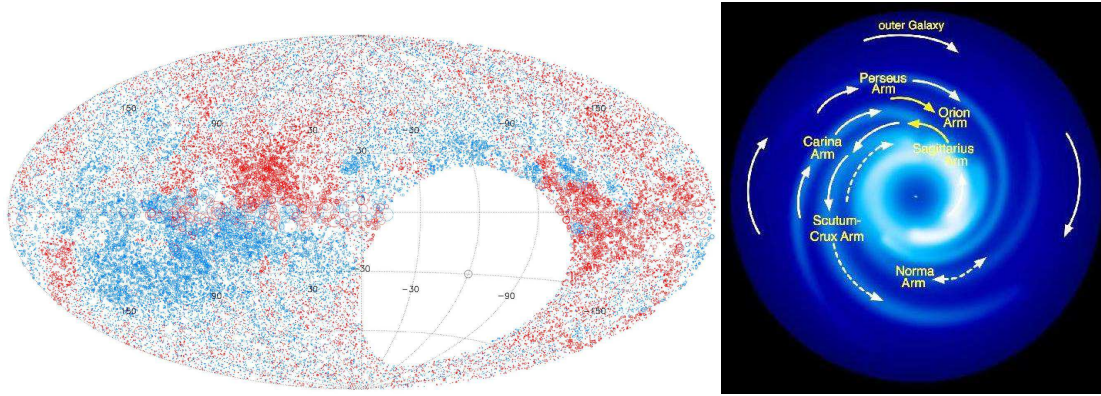 150
90
30
-30
-90
-150
30
-30
150
90
30
-30
-90
-150
outer Galaxy
Perseus
Arm
Orion
Arm
Carina
Arm
Sagittarius
Arm
Scutum-
Crux Arm
Norma
Arm